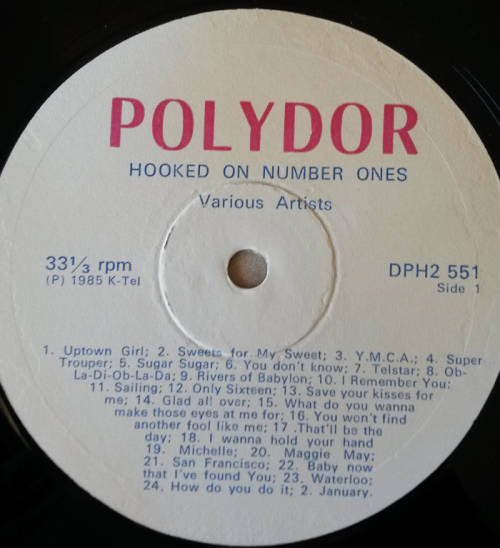 POLYDOR
HOOKED ON NUMBER ONES
Various Artists
33⅓ rpm
(P) 1985 K-Tel
DPH2 551
Side 1
1. Uptown Girl; 2. Sweets for My Sweet; 3. Y.M.C.A.; 4. Super
Trouper; 5. Sugar Sugar; 6. You don't know; 7. Telstar; 8. Ob-
La-Di-Ob-La-Da; 9. Rivers of Babylon; 10. I Remember You;
11. Sailing; 12. Only Sixteen; 13. Save your kisses for
me; 14. Glad all over; 15. What do you wanna
make those eyes at me for; 16. You won't find
another fool like me; 17 .That'll be the
day; 18. I wanna hold your hand
19. Michelle; 20. Maggie May;
21. San Francisco; 22. Baby now
that I've found You; 23. Waterloo;
24. How do you do it; 2. January.